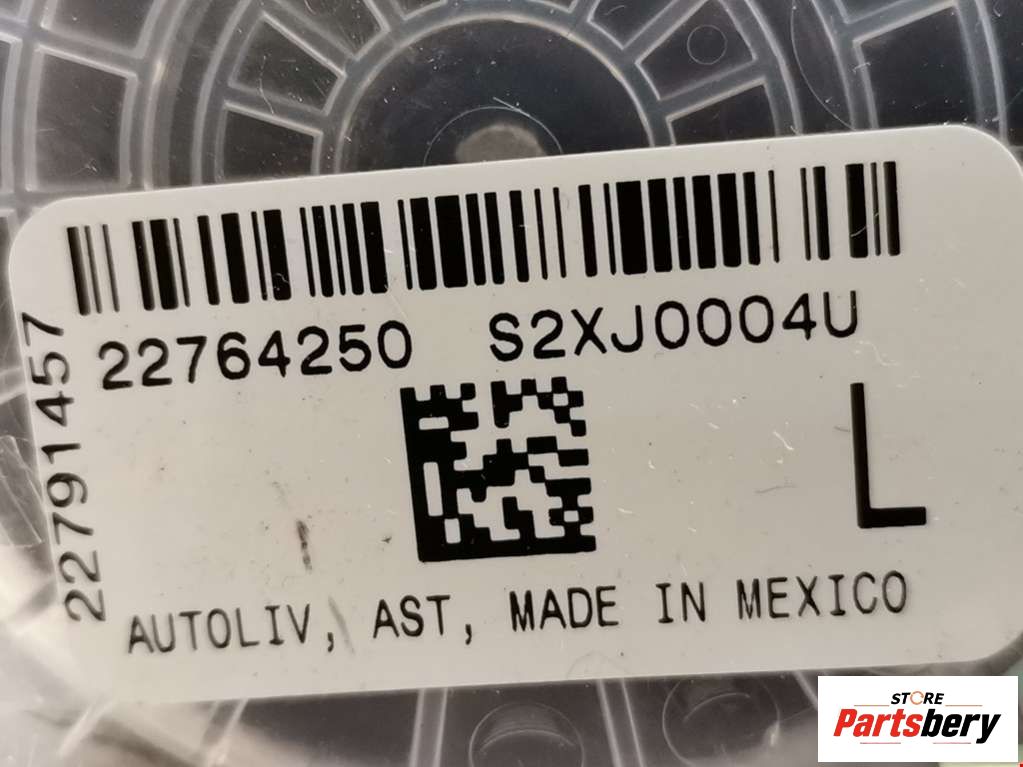 22764250 S2XJ0004U
22791457
L
AUTOLIV, AST, MADE IN MEXICO
STORE
Partsbery